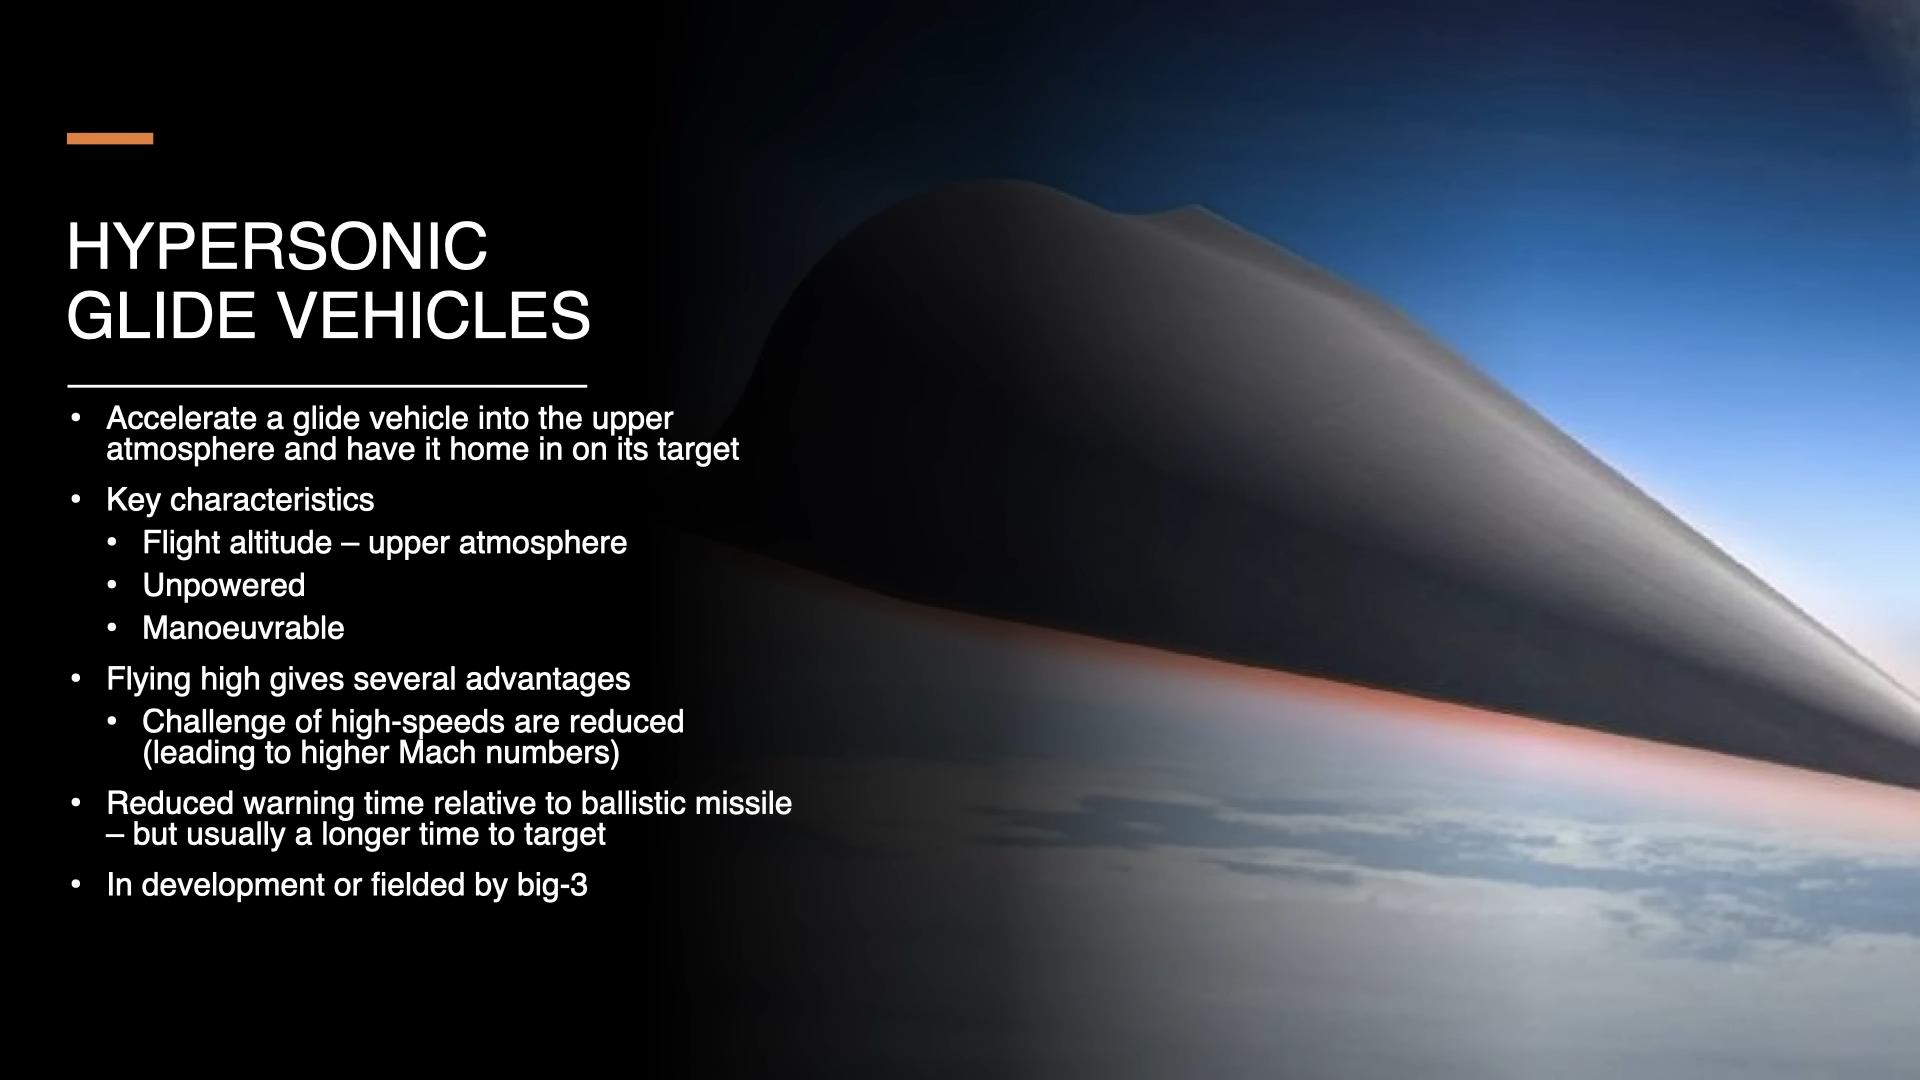 HYPERSONIC
GLIDE VEHICLES
• Accelerate a glide vehicle into the upper
atmosphere and have it home in on its target
• Key characteristics
• Flight altitude – upper atmosphere
• Unpowered
• Manoeuvrable
• Flying high gives several advantages
• Challenge of high-speeds are reduced
(leading to higher Mach numbers)
• Reduced warning time relative to ballistic missile
– but usually a longer time to target
• In development or fielded by big-3